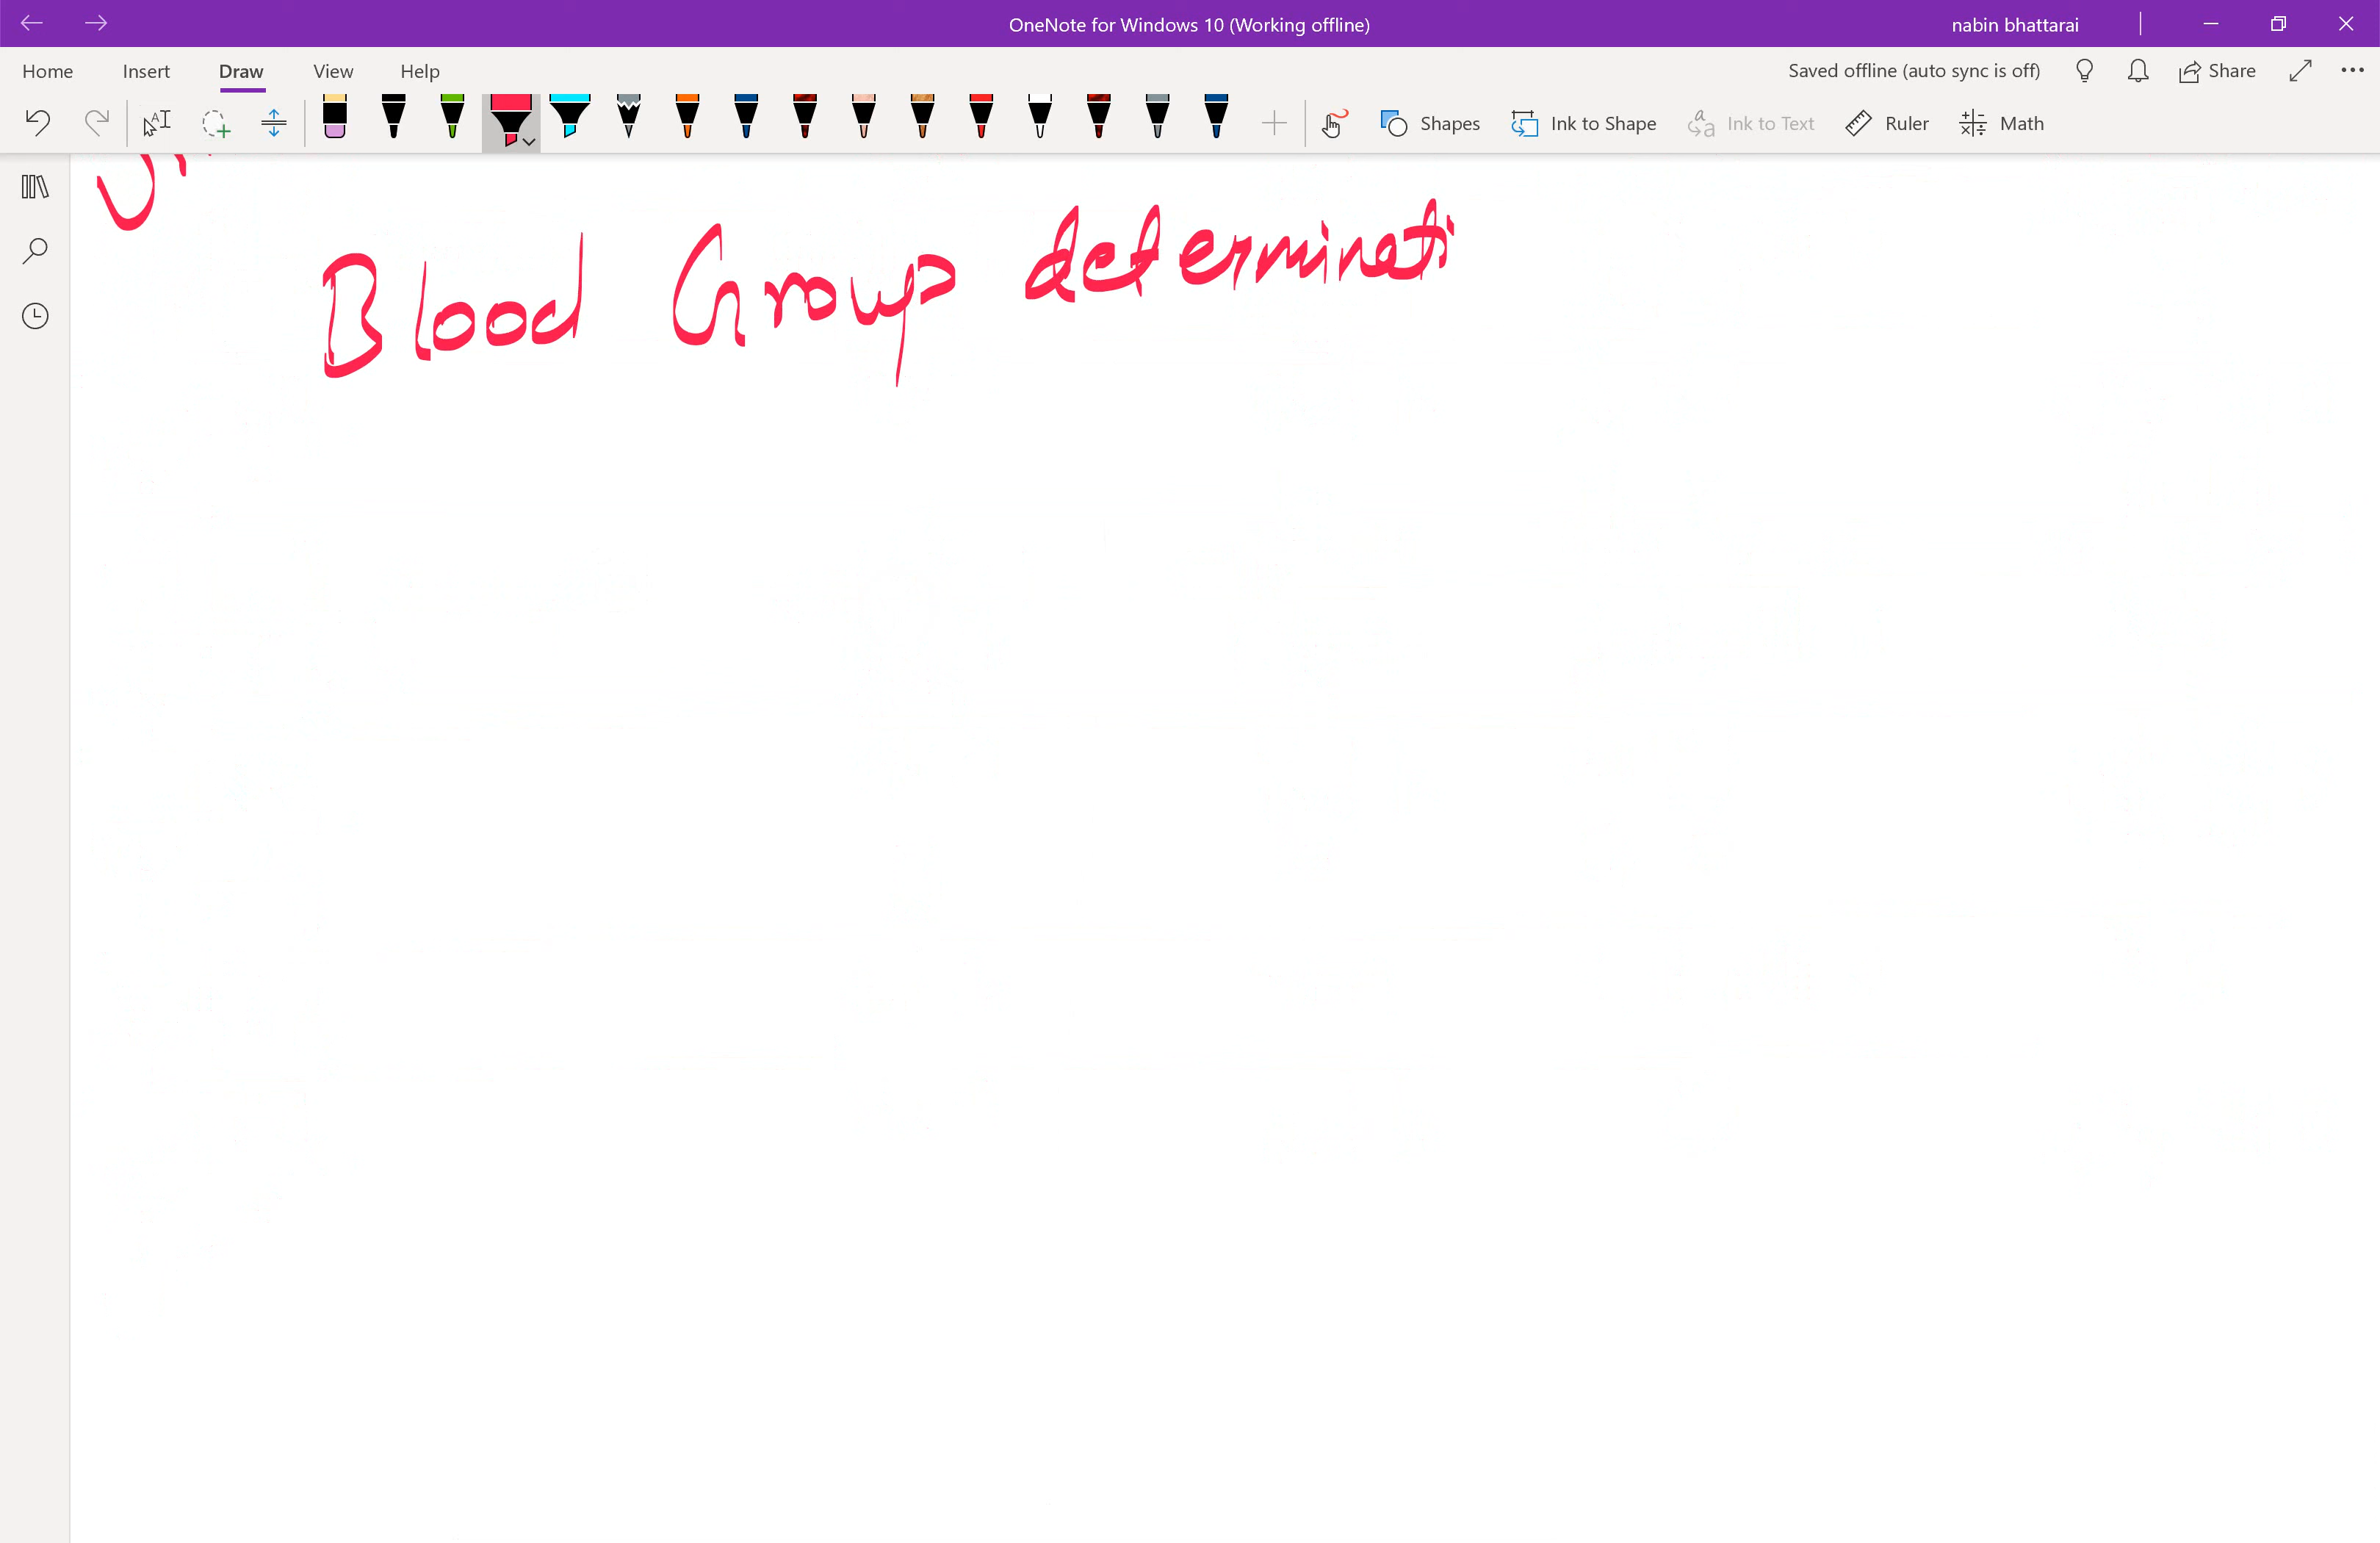 OneNote for Windows 10 (Working offline)
nabin bhattarai
Home Insert Draw View Help
Saved offline (auto sync is off) Share
Shapes Ink to Shape Ink to Text Ruler Math
Blood Group determinati